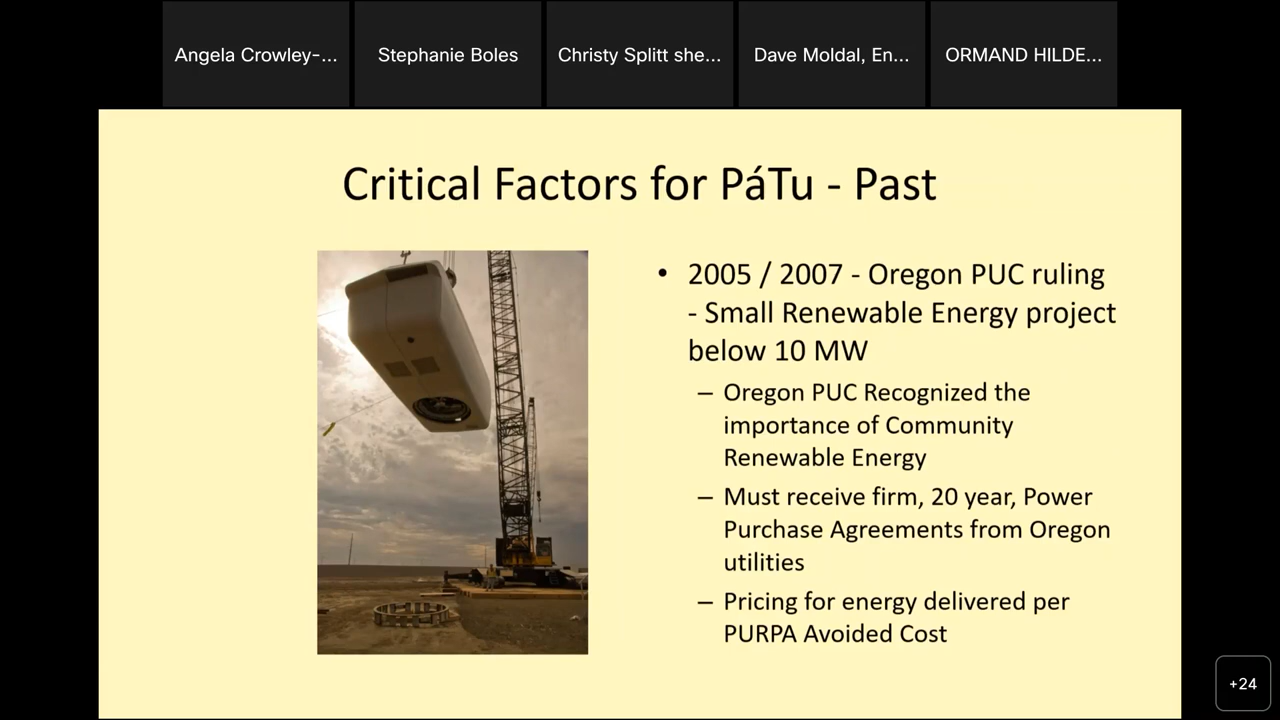 Angela Crowley-...
Stephanie Boles
Christy Splitt she...
Dave Moldal, En...
ORMAND HILDE...
Critical Factors for PáTu - Past
• 2005 / 2007 - Oregon PUC ruling
- Small Renewable Energy project
below 10 MW
– Oregon PUC Recognized the
importance of Community
Renewable Energy
– Must receive firm, 20 year, Power
Purchase Agreements from Oregon
utilities
– Pricing for energy delivered per
PURPA Avoided Cost
+24